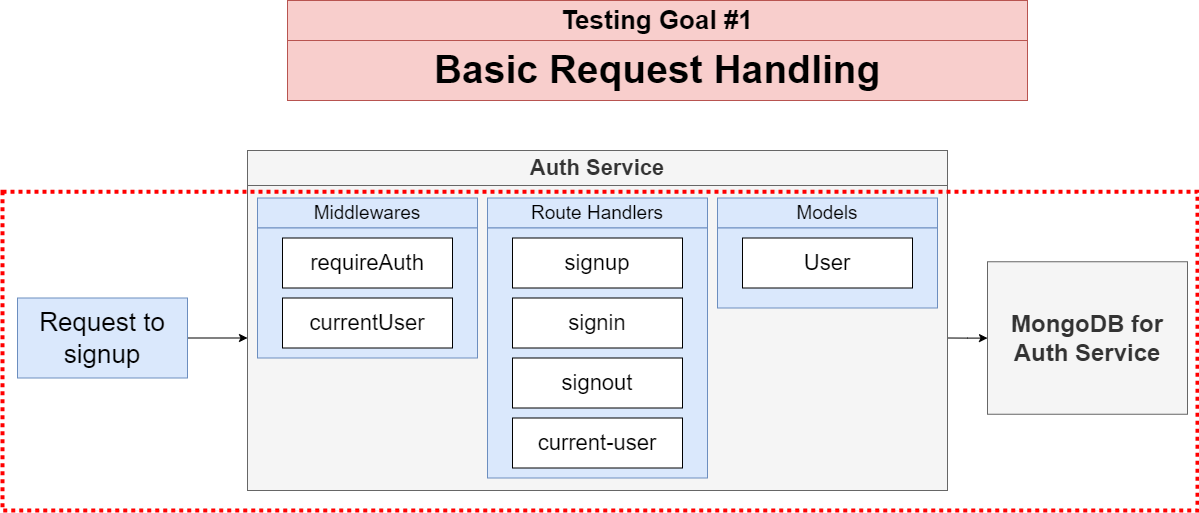 Testing Goal #1
Basic Request Handling
Auth Service
Middlewares
requireAuth
currentUser
Route Handlers
signup
signin
signout
current-user
Models
User
Request to
signup
MongoDB for
Auth Service